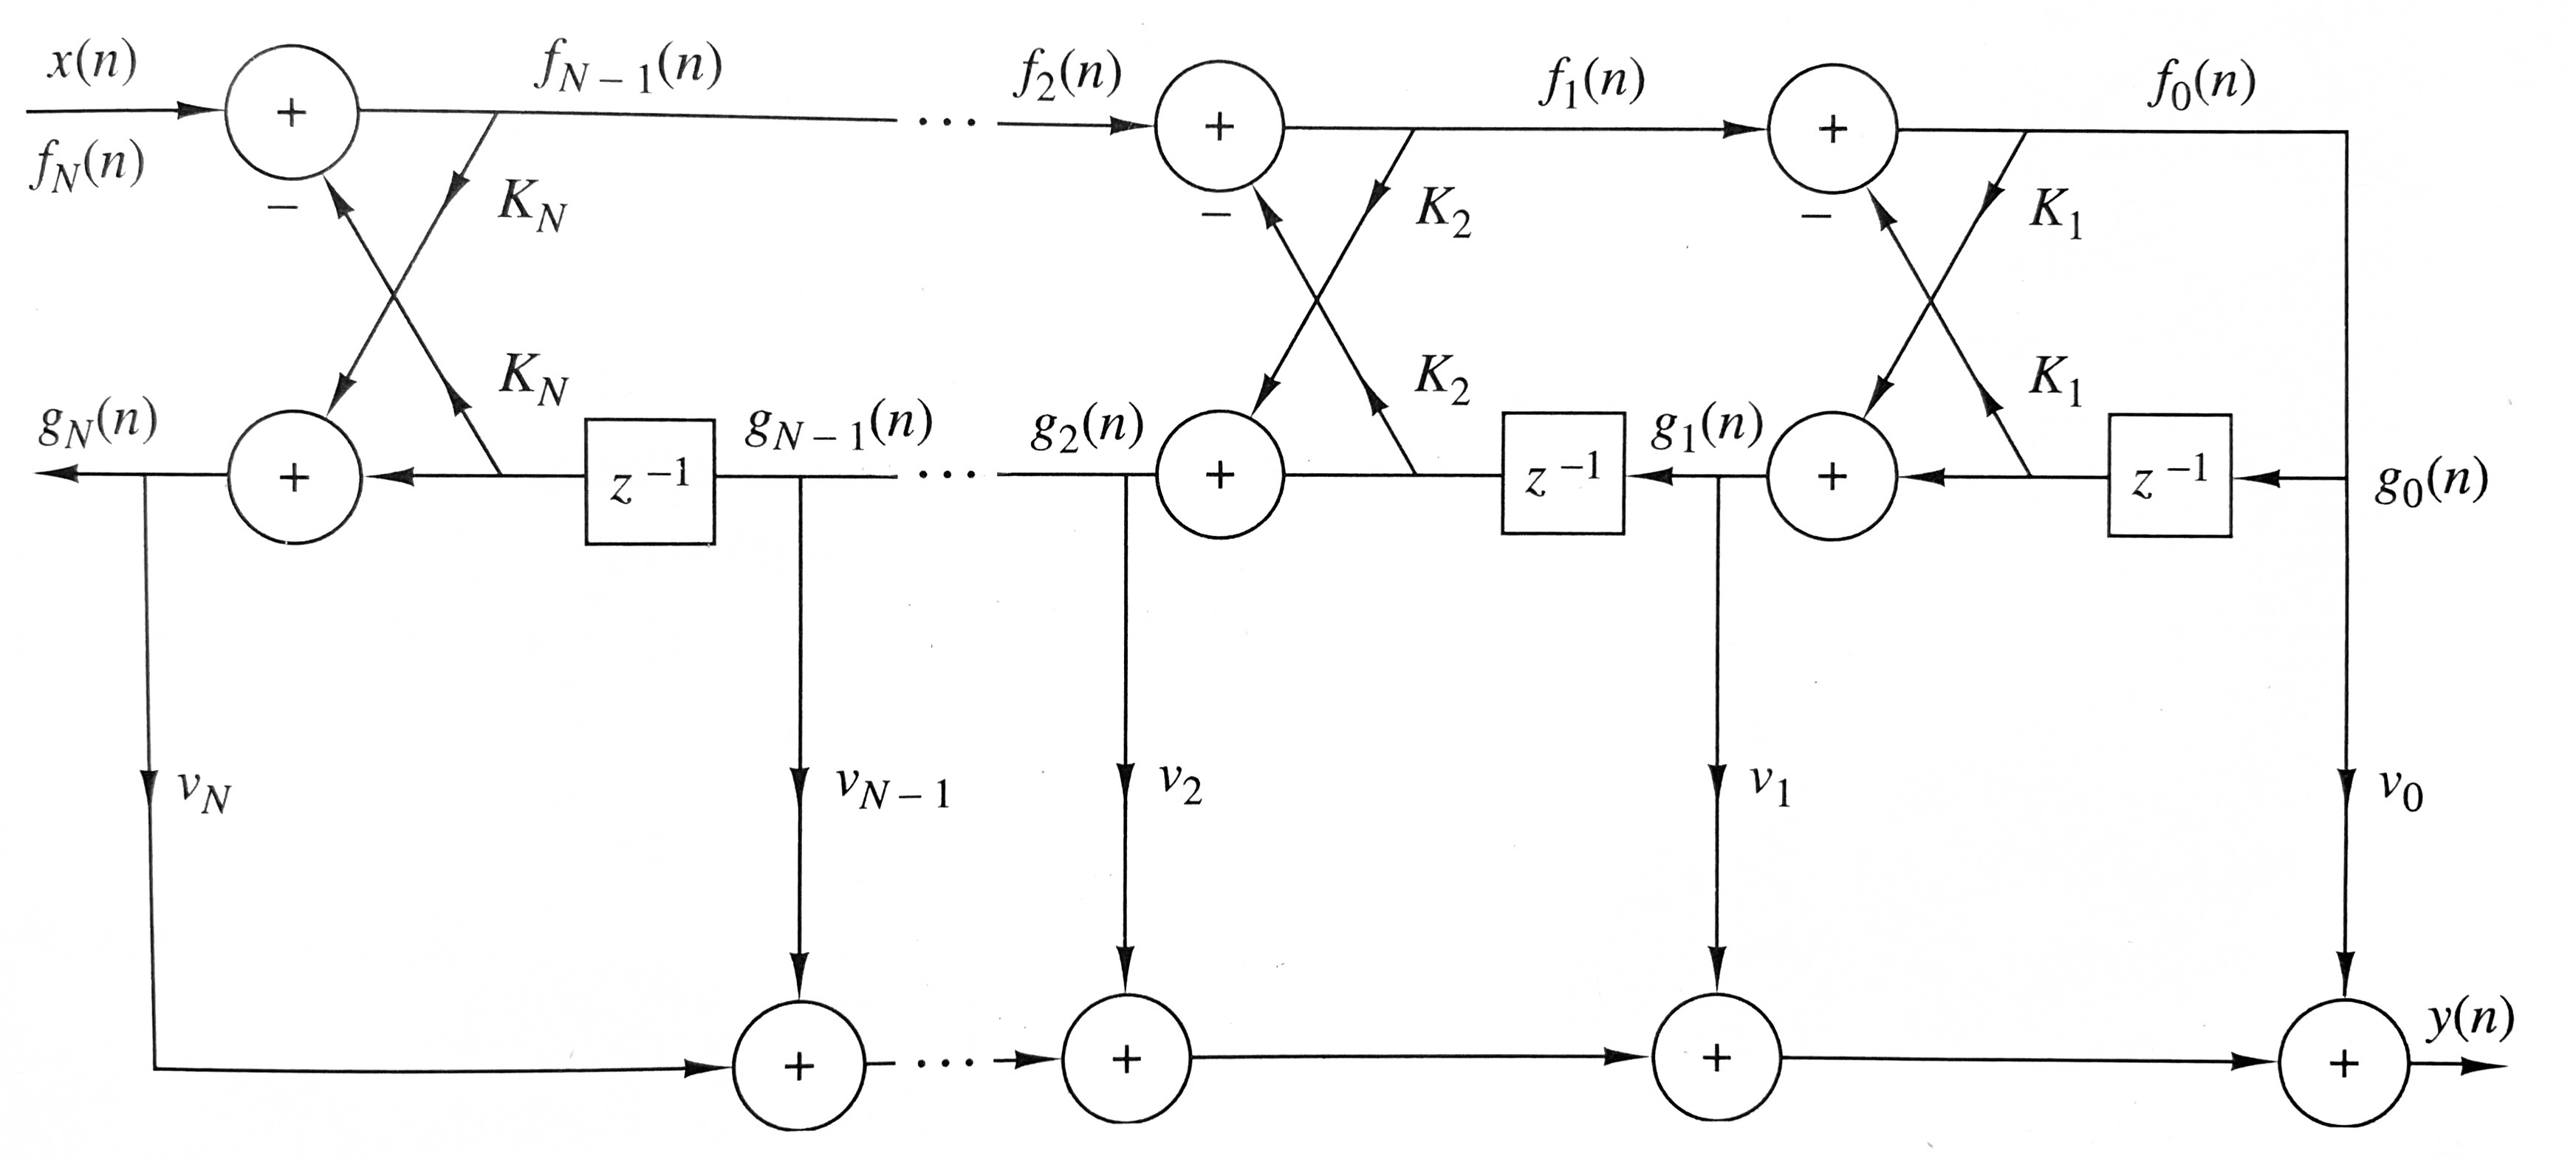 x(n) f_{N – 1}(n) f_2(n) f_1(n) f_0(n)
+ ... + +
f_N(n)
– K_N – K_2 – K_1
K_N K_2 K_1
g_N(n) g_{N – 1}(n) g_2(n) g_1(n)
+ z^{–1} ... + z^{–1} + z^{–1} g_0(n)
v_N v_{N – 1} v_2 v_1 v_0
y(n)
+ ... + + +